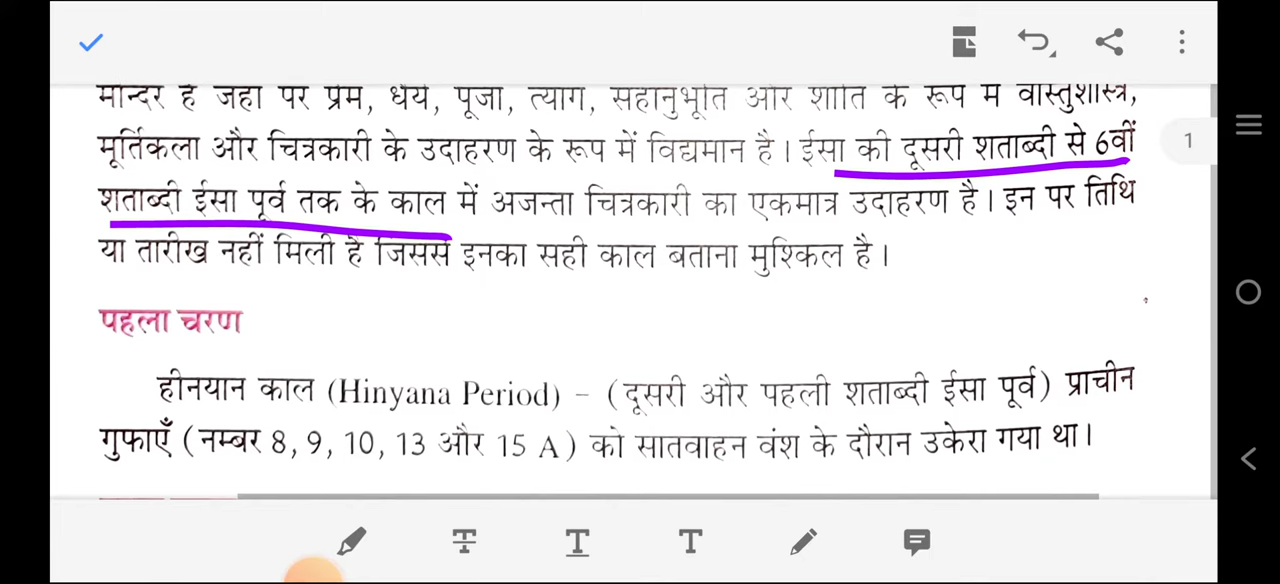 मन्दिर है जहाँ पर प्रेम, धैर्य, पूजा, त्याग, सहानुभूति और शांति के रूप में वास्तुशास्त्र,
मूर्तिकला और चित्रकारी के उदाहरण के रूप में विद्यमान है। ईसा की दूसरी शताब्दी से 6वीं
1
शताब्दी ईसा पूर्व तक के काल में अजन्ता चित्रकारी का एकमात्र उदाहरण है। इन पर तिथि
या तारीख नहीं मिली है जिससे इनका सही काल बताना मुश्किल है।
पहला चरण
हीनयान काल (Hinyana Period) – (दूसरी और पहली शताब्दी ईसा पूर्व) प्राचीन
गुफाएँ (नम्बर 8, 9, 10, 13 और 15 A) को सातवाहन वंश के दौरान उकेरा गया था।